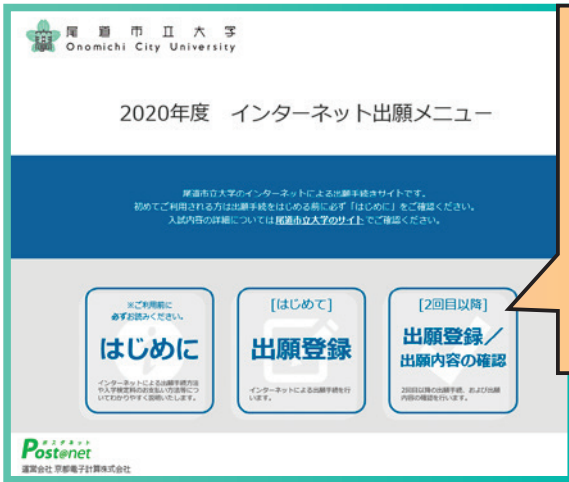 尾道市立大学
Onomichi City University
2020年度　インターネット出願メニュー
尾道市立大学のインターネットによる出願手続きサイトです。
初めてご利用される方は出願手続をはじめる前に必ず「はじめに」をご確認ください。
入試内容の詳細については尾道市立大学のサイトでご確認ください。
※ご利用前に
必ずお読みください。
はじめに
インターネットによる出願手続方法
や入学検定料のお支払い方法等につ
いてわかりやすく説明いたします。
[はじめて]
出願登録
インターネットによる出願手続を行
います。
[2回目以降]
出願登録／
出願内容の確認
2回目以降の出願手続、および出願
内容の確認を行います。
ポスタネット
Post@net
運営会社 京都電子計算株式会社